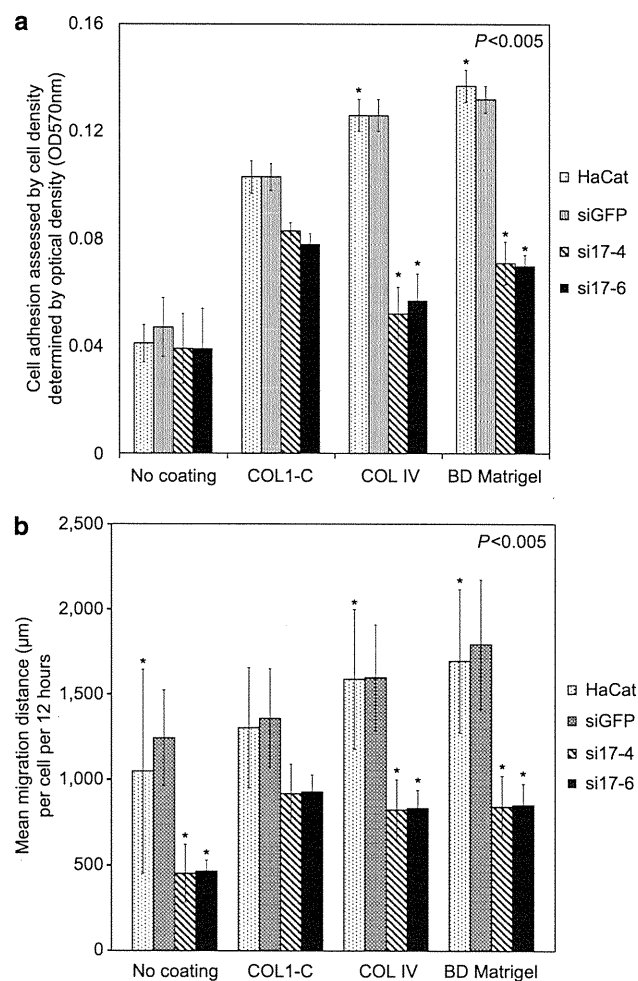 a
Cell adhesion assessed by cell density
determined by optical density (OD570nm)
0.16
0.12
0.08
0.04
0
P<0.005
*
*
* *
* *
No coating COL1-C COL IV BD Matrigel
HaCat
siGFP
si17-4
si17-6
b
Mean migration distance (µm)
per cell per 12 hours
2,500
2,000
1,500
1,000
500
0
P<0.005
*
*
*
* *
* *
* *
No coating COL1-C COL IV BD Matrigel
HaCat
siGFP
si17-4
si17-6